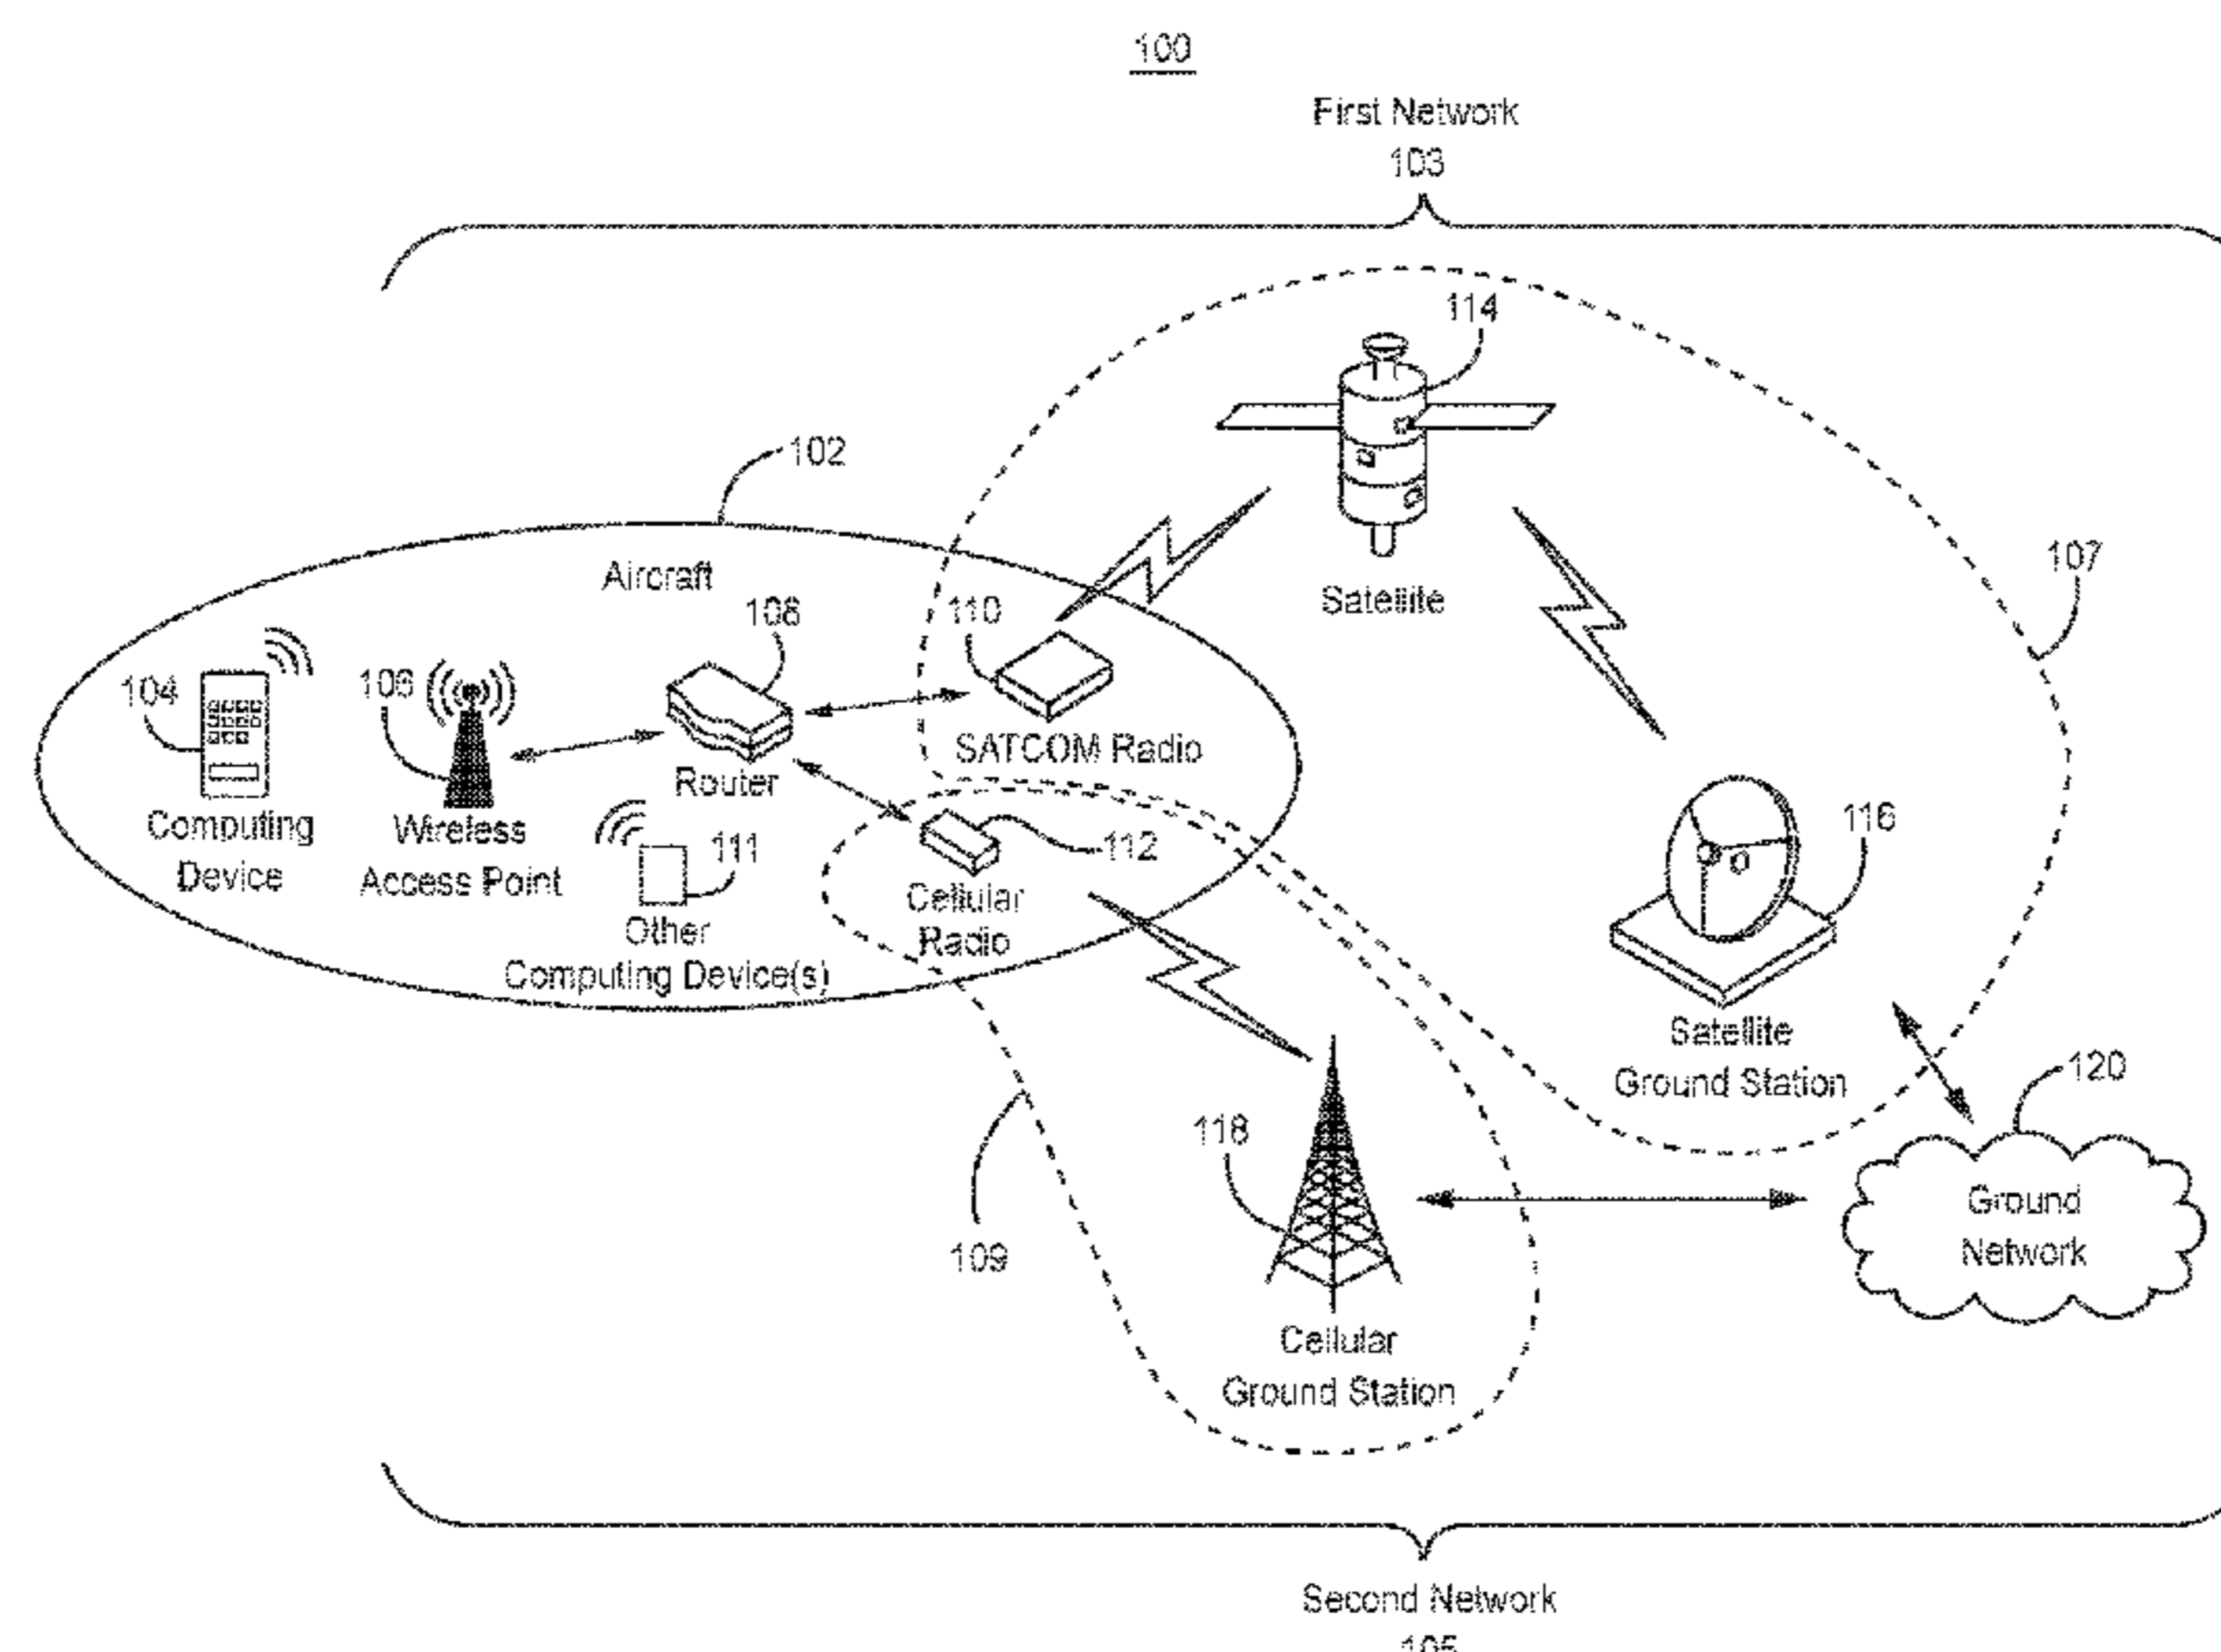 100
First Network
103
114
102
107
Aircraft
108
110
Satellite
104
106
SATCOM Radio
Router
116
Computing
Device
Wireless
Access Point
111
112
Other
Computing Device(s)
Cellular
Radio
Satellite
Ground Station
120
118
109
Ground
Network
Cellular
Ground Station
Second Network
105